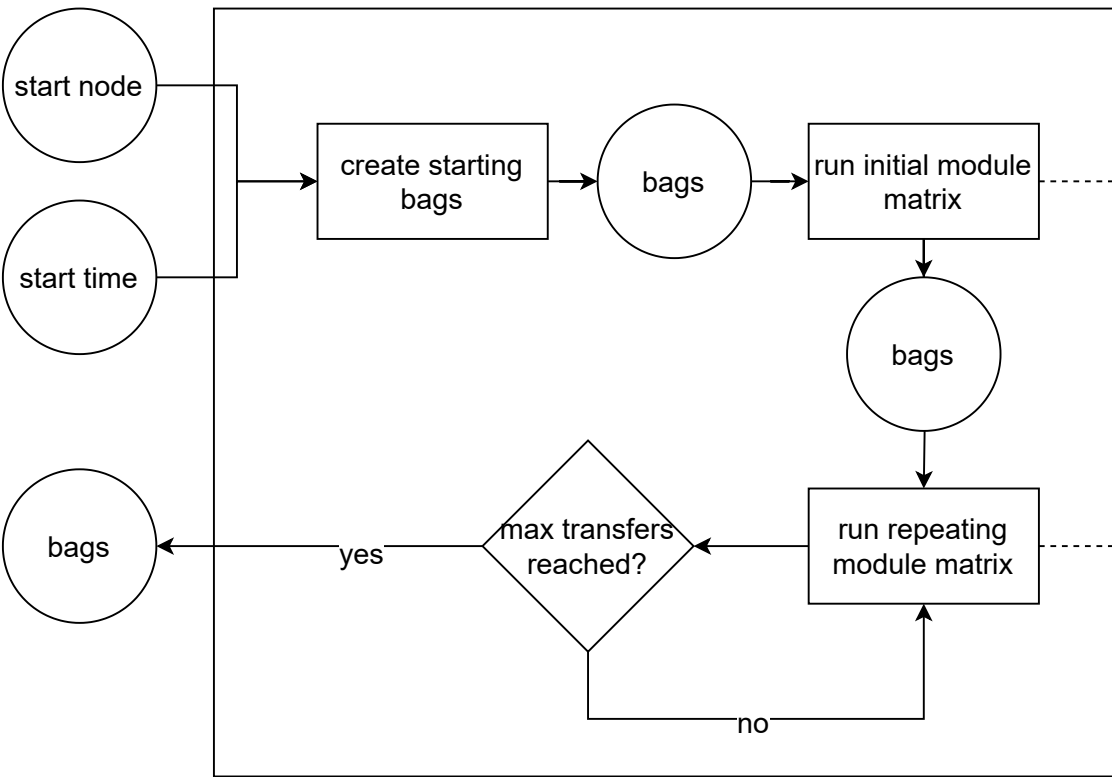 start node
create starting
bags
bags
run initial module
matrix
start time
bags
bags
yes
max transfers
reached?
run repeating
module matrix
no